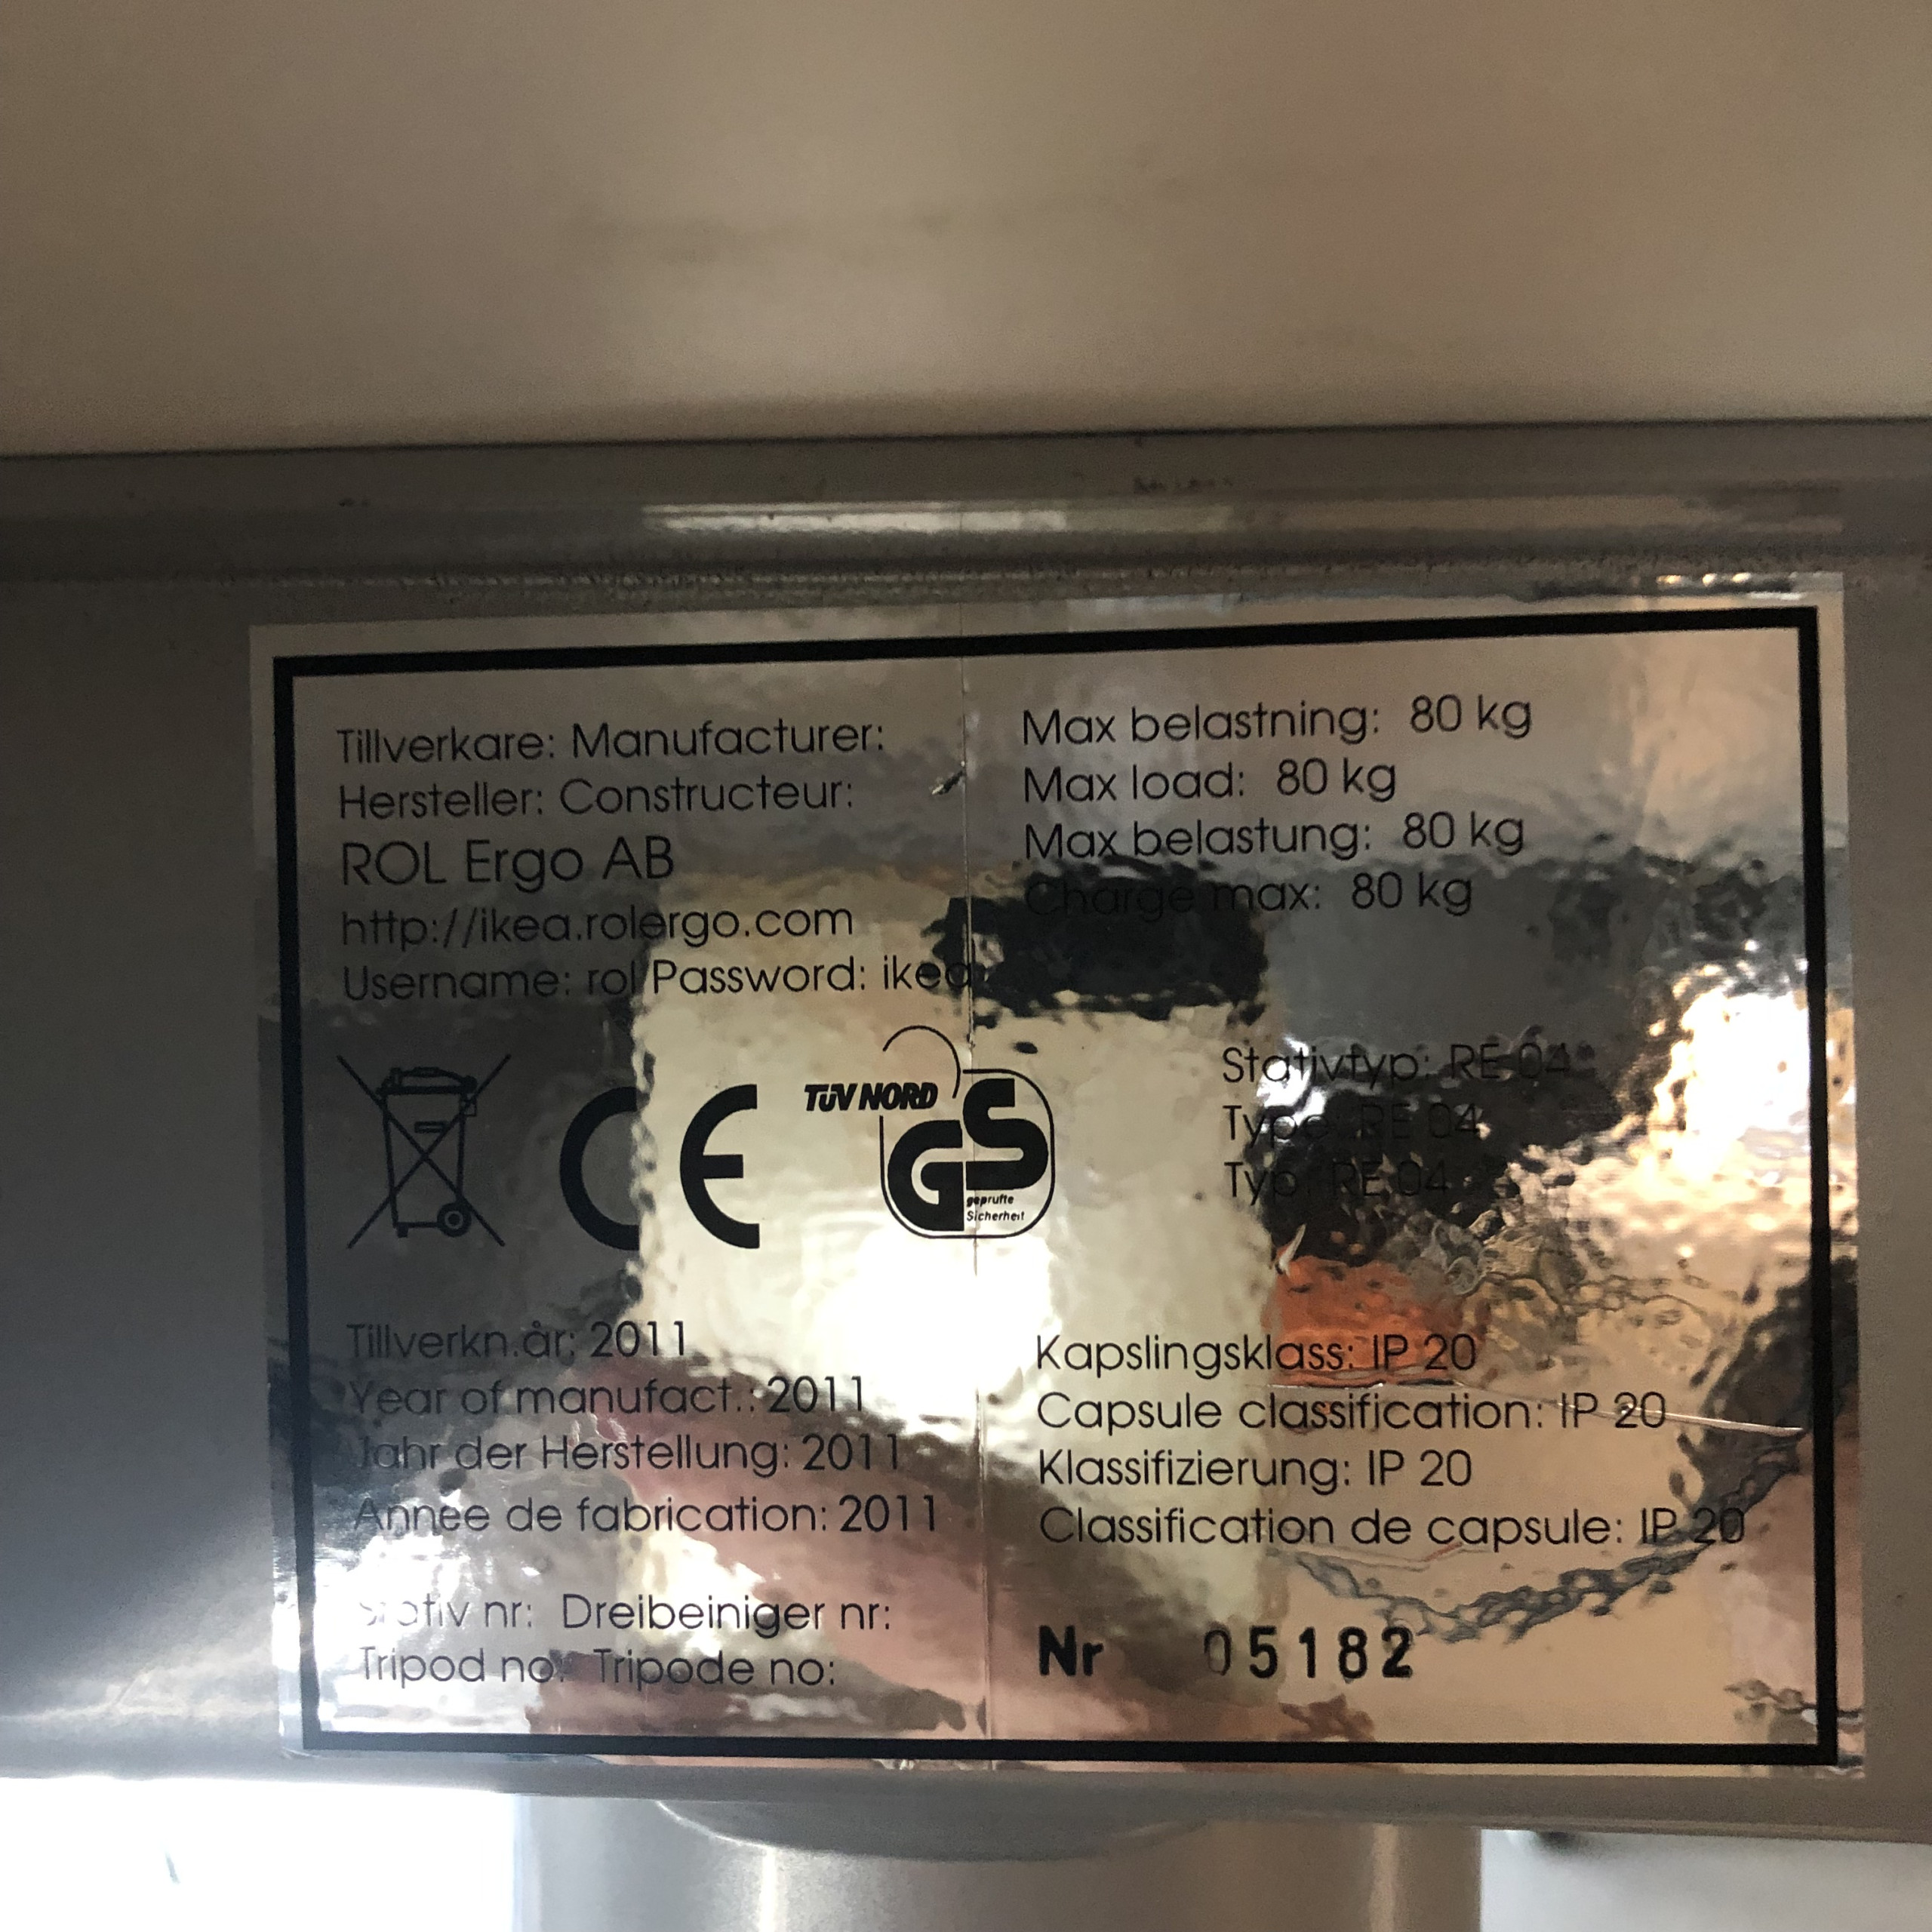 Tillverkare: Manufacturer:
Hersteller: Constructeur:
ROL Ergo AB
http://ikea.rolergo.com
Username: rol Password: ikea
Max belastning: 80 kg
Max load: 80 kg
Max belastung: 80 kg
Charge max: 80 kg
CE
TÜV NORD
GS
geprüfte
Sicherheit
Stativtyp: RE 04
Type: RE 04
Typ: RE 04
Tillverkn.år: 2011
Year of manufact.: 2011
Jahr der Herstellung: 2011
Annee de fabrication: 2011
Kapslingsklass: IP 20
Capsule classification: IP 20
Klassifizierung: IP 20
Classification de capsule: IP 20
Stativ nr: Dreibeiniger nr:
Tripod no: Tripode no:
Nr 05182